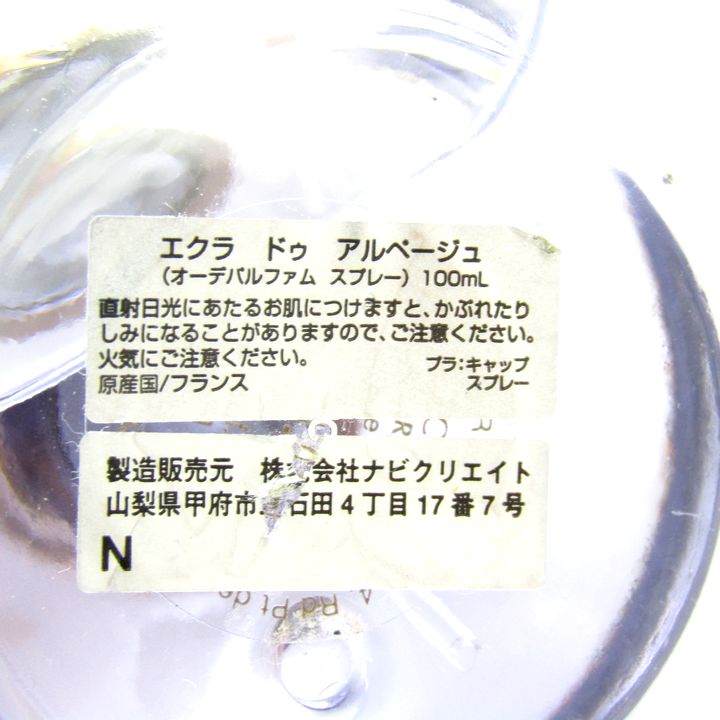 エクラ ドゥ アルページュ
(オーデパルファム スプレー) 100mL
直射日光にあたるお肌につけますと、かぶれたり
しみになることがありますので、ご注意ください。
火気にご注意ください。
プラ:キャップ
原産国/フランス
スプレー
製造販売元 株 会社ナビクリエイト
山梨県甲府市 石田4丁目17番7号
N